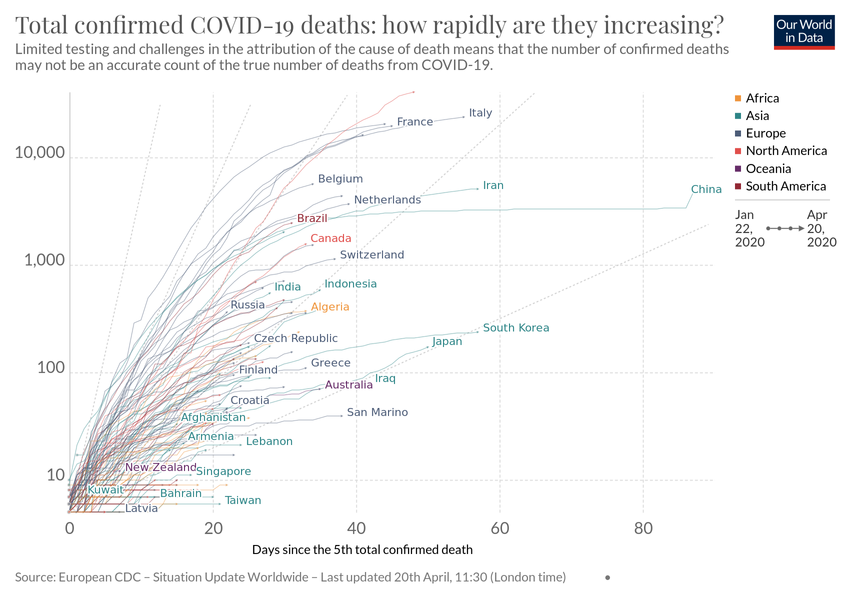 Total confirmed COVID-19 deaths: how rapidly are they increasing?
Our World
in Data
Limited testing and challenges in the attribution of the cause of death means that the number of confirmed deaths
may not be an accurate count of the true number of deaths from COVID-19.
Africa
Asia
Europe
North America
Oceania
South America
Jan
22,
2020
Apr
20,
2020
10,000
1,000
100
10
Italy
France
Belgium
Iran
China
Netherlands
Brazil
Canada
Switzerland
India
Indonesia
Russia
Algeria
South Korea
Czech Republic
Japan
Greece
Finland
Iraq
Australia
Croatia
San Marino
Afghanistan
Armenia
Lebanon
New Zealand
Singapore
Kuwait
Bahrain
Taiwan
Latvia
0
20
40
60
80
Days since the 5th total confirmed death
Source: European CDC – Situation Update Worldwide – Last updated 20th April, 11:30 (London time)